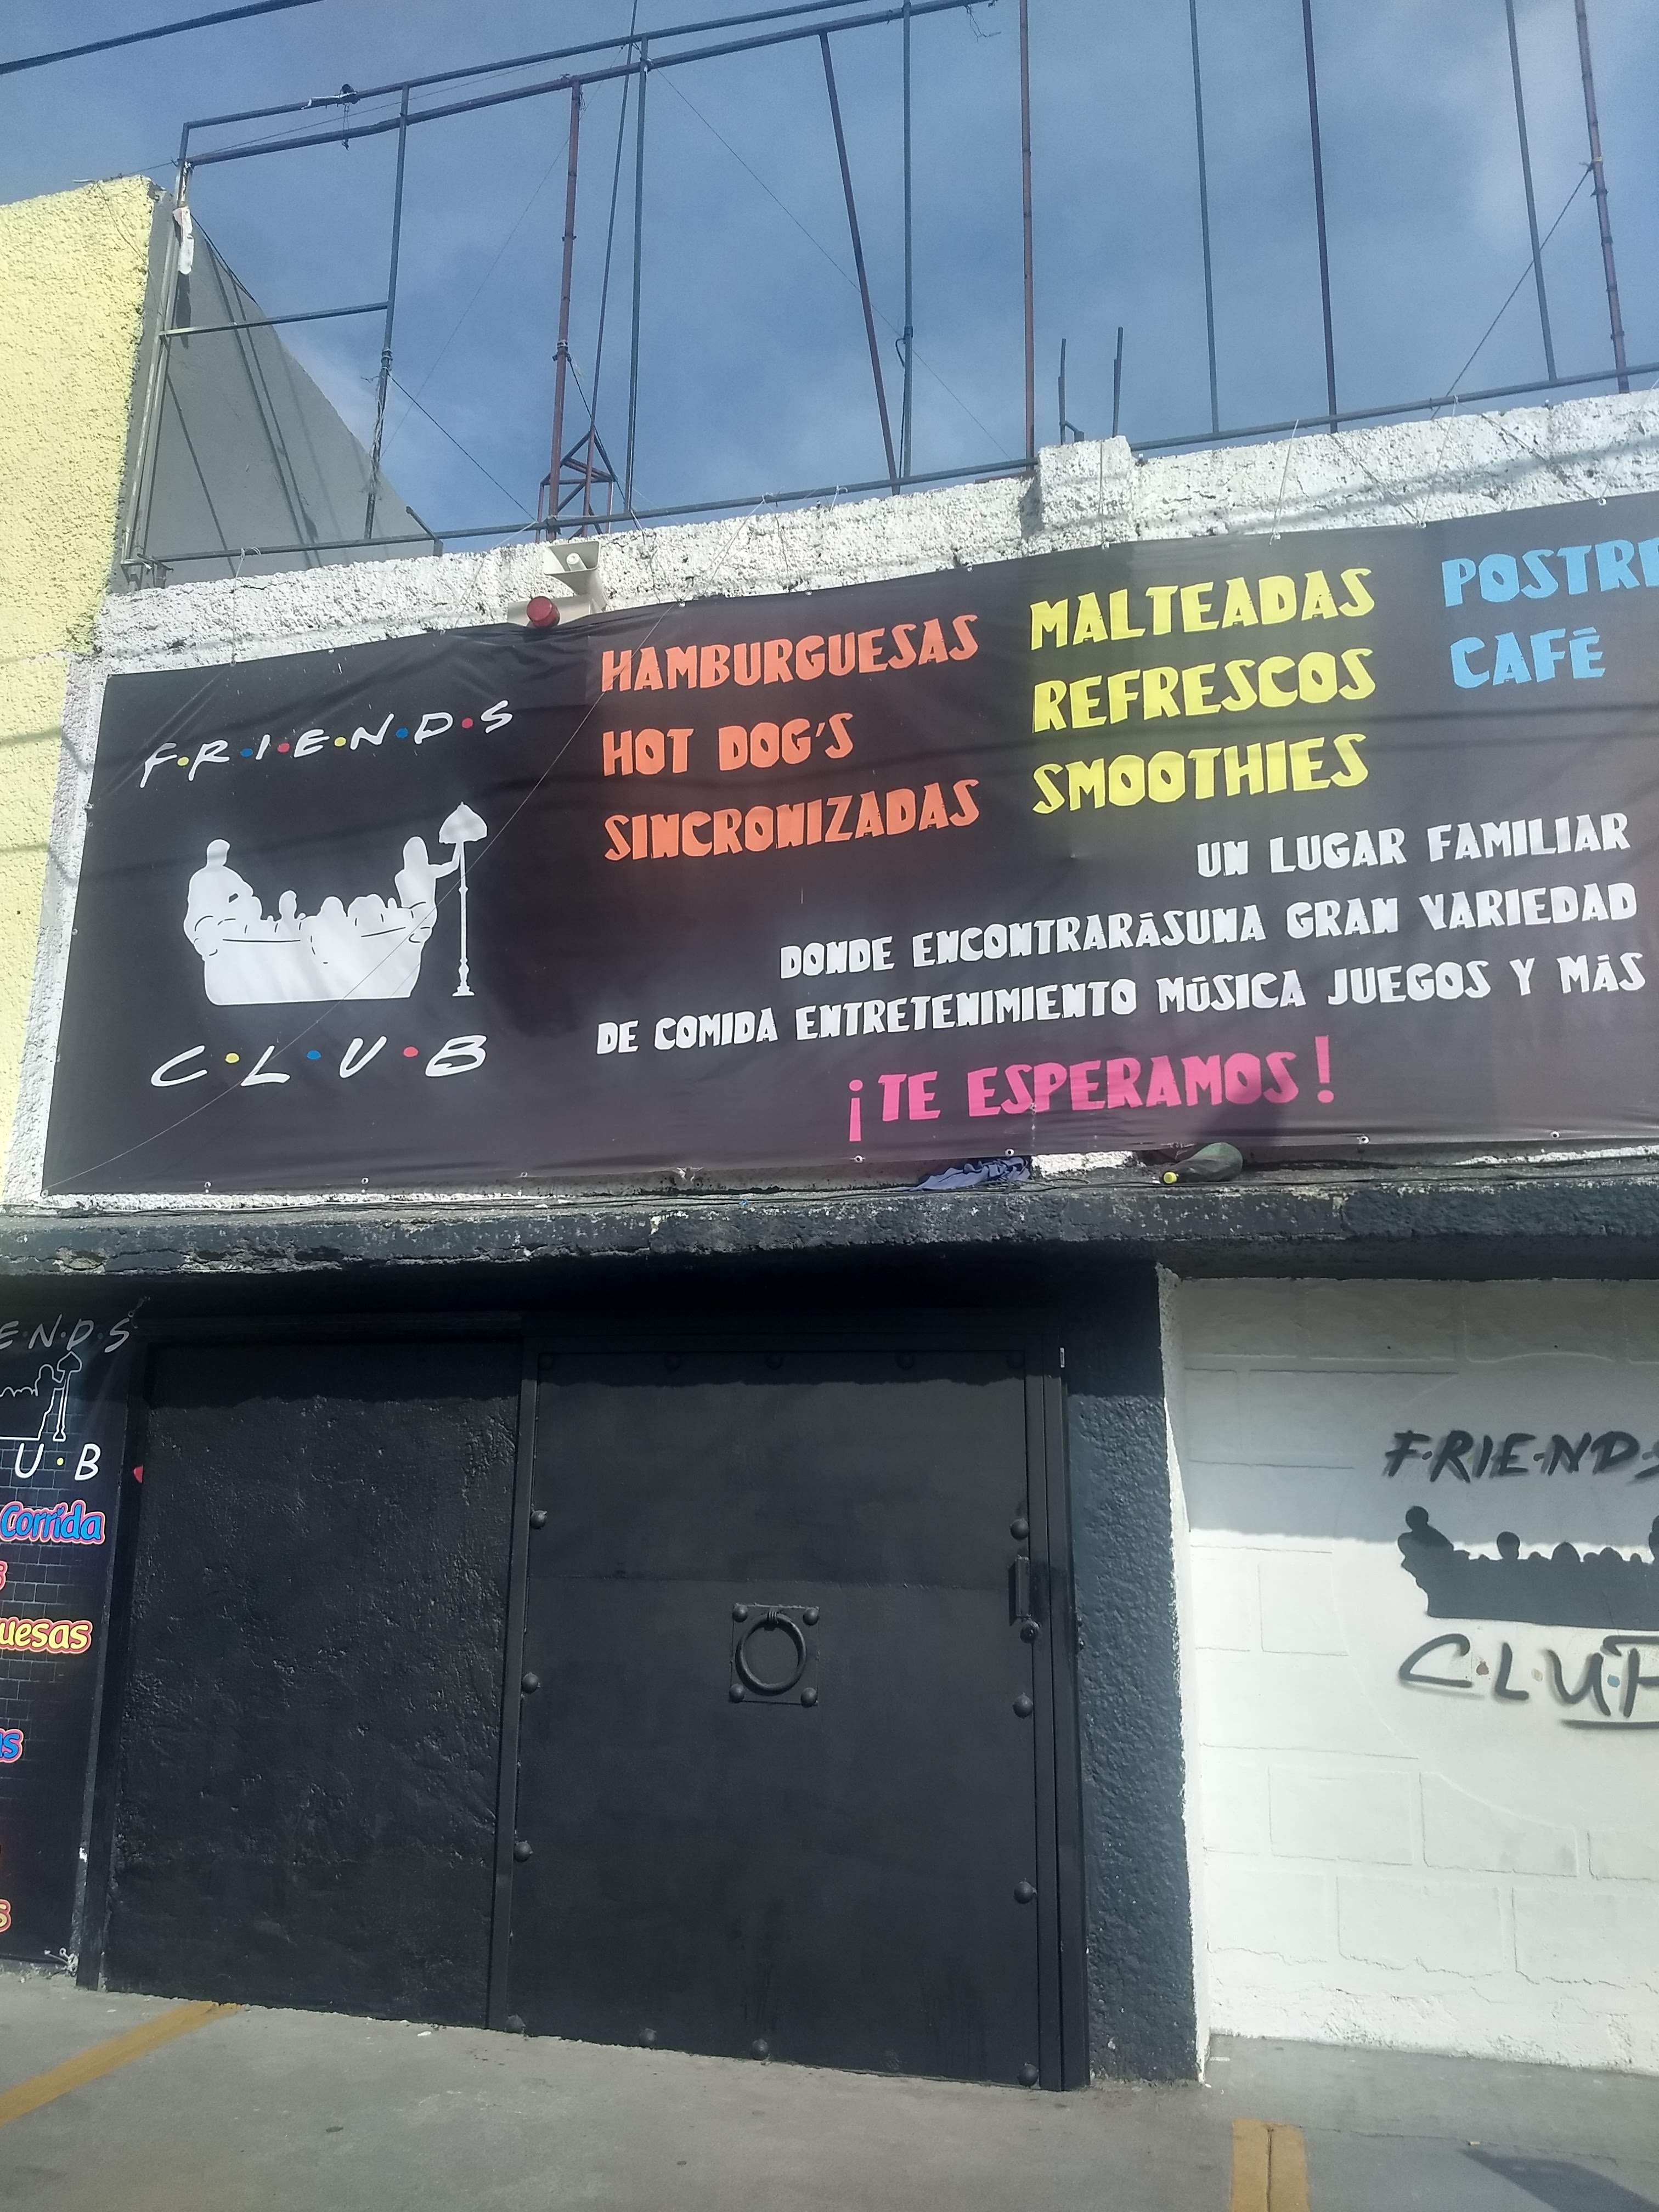 F·R·I·E·N·D·S
C·L·U·B
HAMBURGUESAS
HOT DOG'S
SINCRONIZADAS
MALTEADAS
REFRESCOS
SMOOTHIES
POSTRE
CAFÉ
UN LUGAR FAMILIAR
DONDE ENCONTRARÁSUNA GRAN VARIEDAD
DE COMIDA ENTRETENIMIENTO MÚSICA JUEGOS Y MÁS
¡TE ESPERAMOS!
E·N·D·S
U·B
Corrida
uesas
F·RIE·ND·S
C·L·U·B